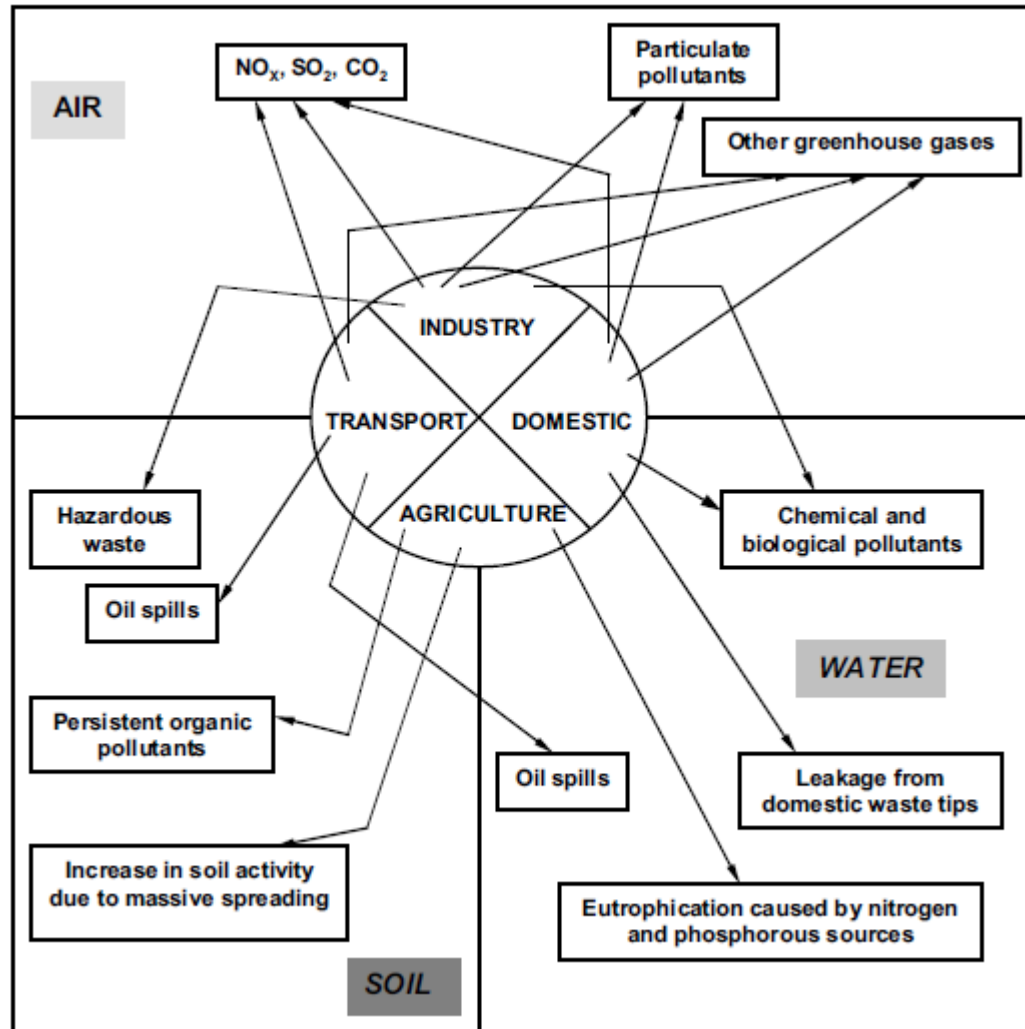 NOx, SO2, CO2
Particulate
pollutants
AIR
Other greenhouse gases
INDUSTRY
TRANSPORT
DOMESTIC
AGRICULTURE
Hazardous
waste
Chemical and
biological pollutants
Oil spills
WATER
Persistent organic
pollutants
Oil spills
Leakage from
domestic waste tips
Increase in soil activity
due to massive spreading
Eutrophication caused by nitrogen
and phosphorous sources
SOIL